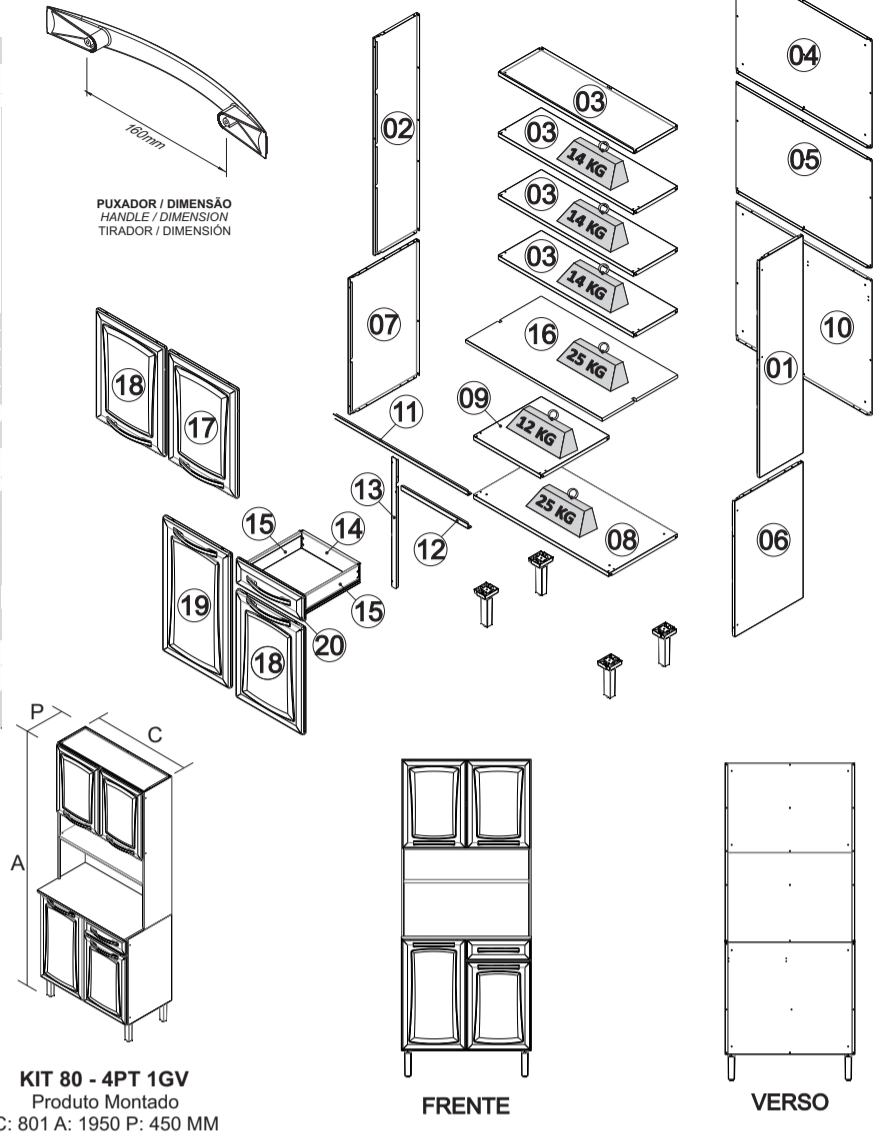 160mm
PUXADOR / DIMENSÃO
HANDLE / DIMENSION
TIRADOR / DIMENSIÓN
02
03
03
14 KG
03
14 KG
03
14 KG
04
05
07
16
25 KG
10
01
18
17
11
09
12 KG
13
12
25 KG
08
06
15
14
19
15
20
18
P
C
A
KIT 80 - 4PT 1GV
Produto Montado
C: 801 A: 1950 P: 450 MM
FRENTE
VERSO